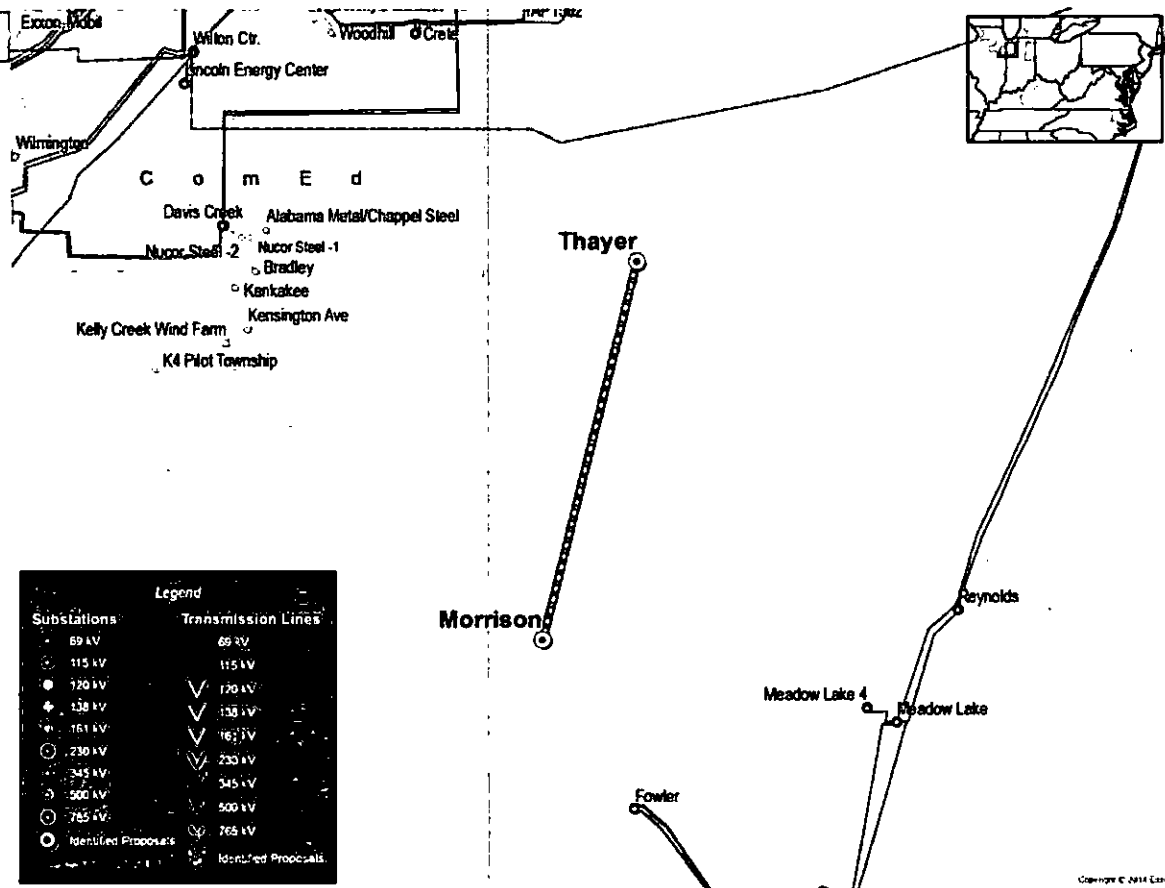 Exxon Mobil
Woodhill
Crete
Wilton Ctr.
Lincoln Energy Center
Wilmington
C o m E d
Davis Creek
Alabama Metal/Chappel Steel
Nucor Steel -2
Nucor Steel -1
Bradley
Kankakee
Kensington Ave
Kelly Creek Wind Farm
K4 Pilot Township
Thayer
Morrison
Reynolds
Meadow Lake 4
Meadow Lake
Fowler
Legend
Substations
69 kV
115 kV
120 kV
138 kV
161 kV
230 kV
345 kV
500 kV
765 kV
Identified Proposals
Transmission Lines
69 kV
115 kV
120 kV
138 kV
161 kV
230 kV
345 kV
500 kV
765 kV
Identified Proposals